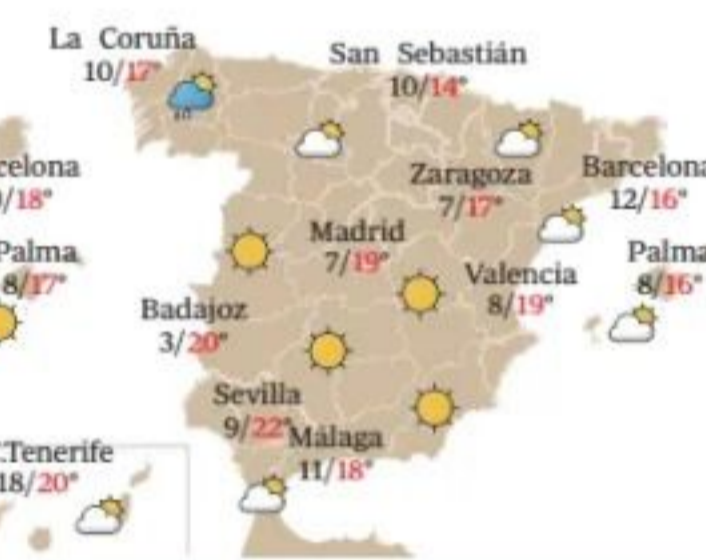 La Coruña
10/17°
San Sebastián
10/14°
celona
/18°
Zaragoza
7/17°
Barcelona
12/16°
Palma
8/17°
Madrid
7/19°
Valencia
8/19°
Palma
8/16°
Badajoz
3/20°
Sevilla
9/22°
Málaga
11/18°
.Tenerife
18/20°